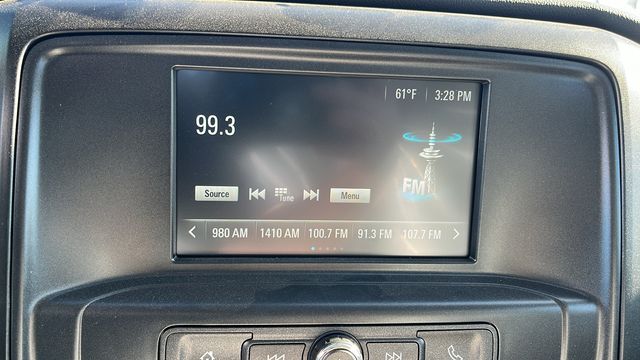 61°F 3:28 PM
99.3
FM
Source Tune Menu
980 AM 1410 AM 100.7 FM 91.3 FM 107.7 FM